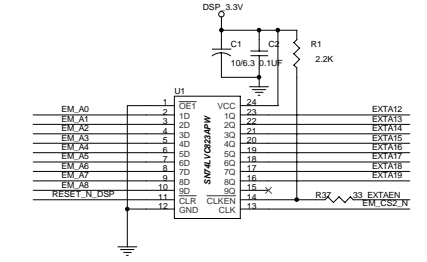 DSP_3.3V
C1
C2
R1
10/6.3
0.1UF
2.2K
U1
1 OE1 VCC 24
EM_A0 2 1D 1Q 23 EXTA12
EM_A1 3 2D 2Q 22 EXTA13
EM_A2 4 3D 3Q 21 EXTA14
EM_A3 5 4D 4Q 20 EXTA15
EM_A4 6 5D 5Q 19 EXTA16
EM_A5 7 6D 6Q 18 EXTA17
EM_A6 8 7D 7Q 17 EXTA18
EM_A7 9 8D 8Q 16 EXTA19
EM_A8 10 9D 9Q 15
RESET_N_DSP 11 CLR CLKEN 14 R37 33 EXTAEN
12 GND CLK 13 EM_CS2_N
SN74LVC823APW